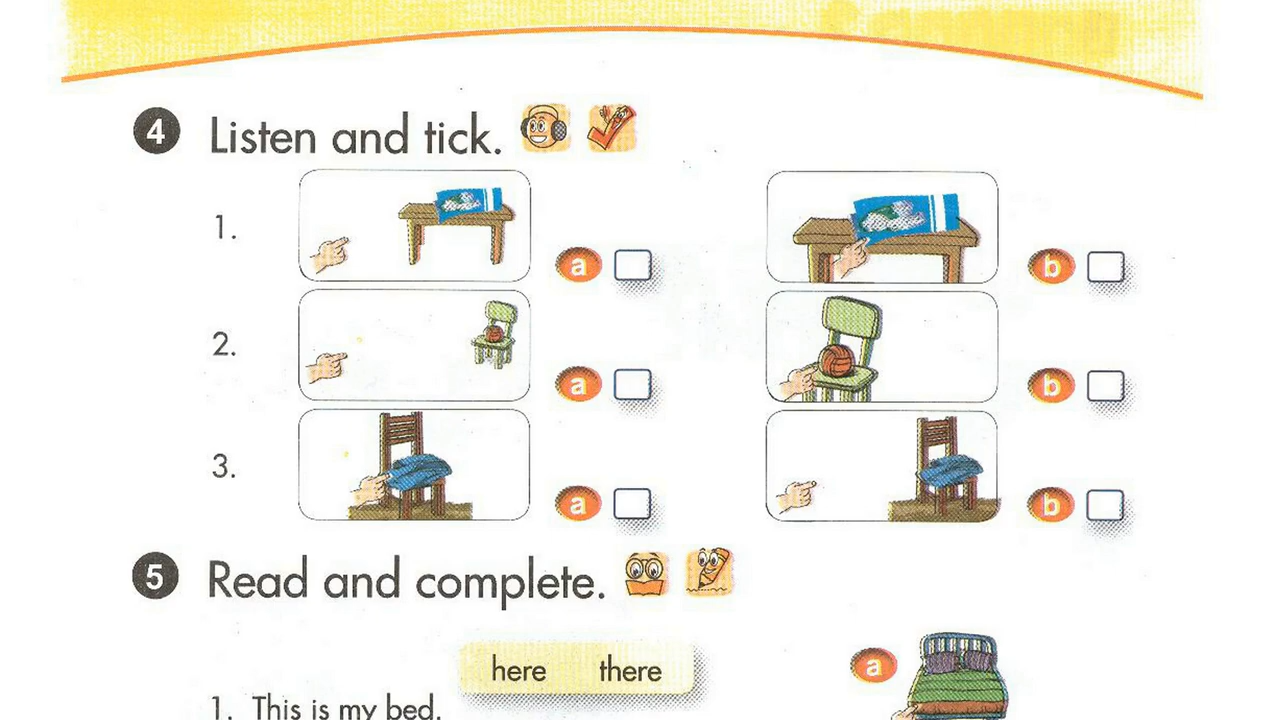 4 Listen and tick.
1. a b
2. a b
3. a b
5 Read and complete.
here there
a
1. This is my bed.